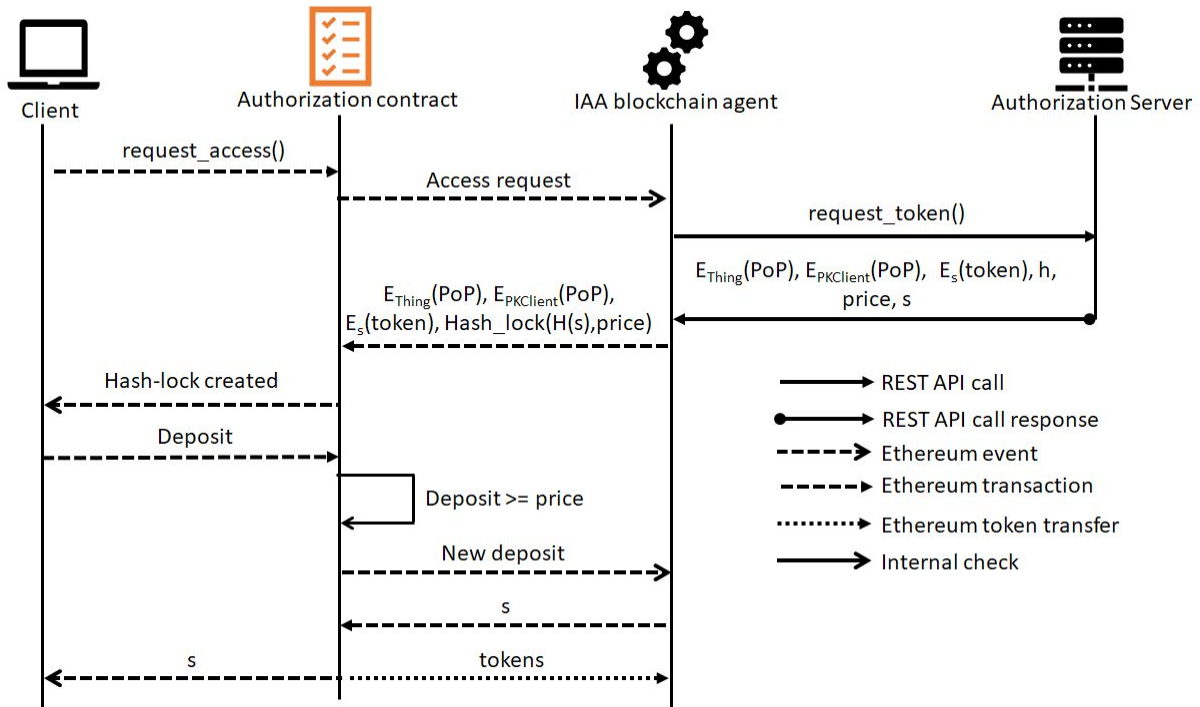 Client
Authorization contract
IAA blockchain agent
Authorization Server
request_access()
Access request
request_token()
EThing(PoP), EPKClient(PoP), Es(token), h,
price, s
EThing(PoP), EPKClient(PoP),
Es(token), Hash_lock(H(s),price)
Hash-lock created
Deposit
Deposit >= price
New deposit
s
s
tokens
REST API call
REST API call response
Ethereum event
Ethereum transaction
Ethereum token transfer
Internal check